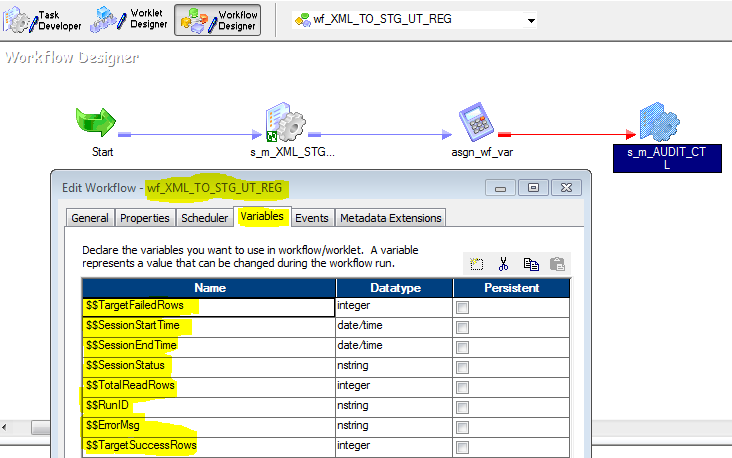 Task
Developer
Worklet
Designer
Workflow
Designer
wf_XML_TO_STG_UT_REG
Workflow Designer
Start
s_m_XML_STG...
asgn_wf_var
s_m_AUDIT_CT
L
Edit Workflow - wf_XML_TO_STG_UT_REG
General Properties Scheduler Variables Events Metadata Extensions
Declare the variables you want to use in workflow/worklet. A variable
represents a value that can be changed during the workflow run.
Name Datatype Persistent
$$TargetFailedRows integer
$$SessionStartTime date/time
$$SessionEndTime date/time
$$SessionStatus nstring
$$TotalReadRows integer
$$RunID nstring
$$ErrorMsg nstring
$$TargetSuccessRows integer